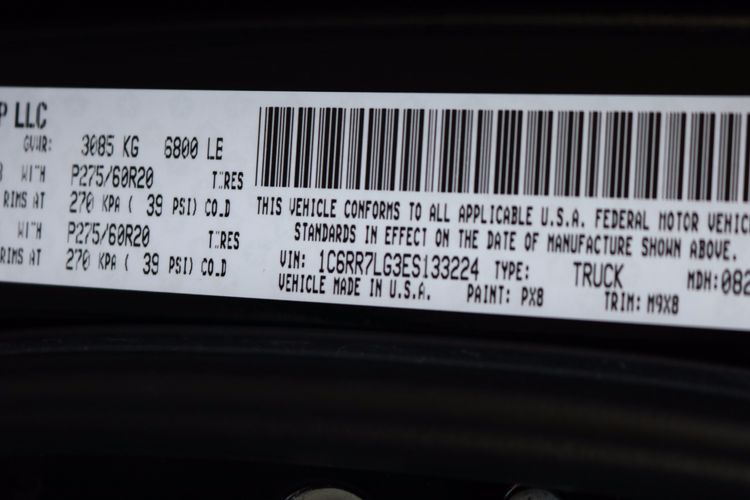 P LLC
GVWR: 3085 KG 6800 LB
WITH P275/60R20 TIRES
RIMS AT 270 KPA ( 39 PSI) COLD
WITH P275/60R20 TIRES
RIMS AT 270 KPA ( 39 PSI) COLD
THIS VEHICLE CONFORMS TO ALL APPLICABLE U.S.A. FEDERAL MOTOR VEHIC
STANDARDS IN EFFECT ON THE DATE OF MANUFACTURE SHOWN ABOVE.
VIN: 1C6RR7LG3ES133224 TYPE: TRUCK MDH:082
VEHICLE MADE IN U.S.A. PAINT: PX8 TRIM: M9X8